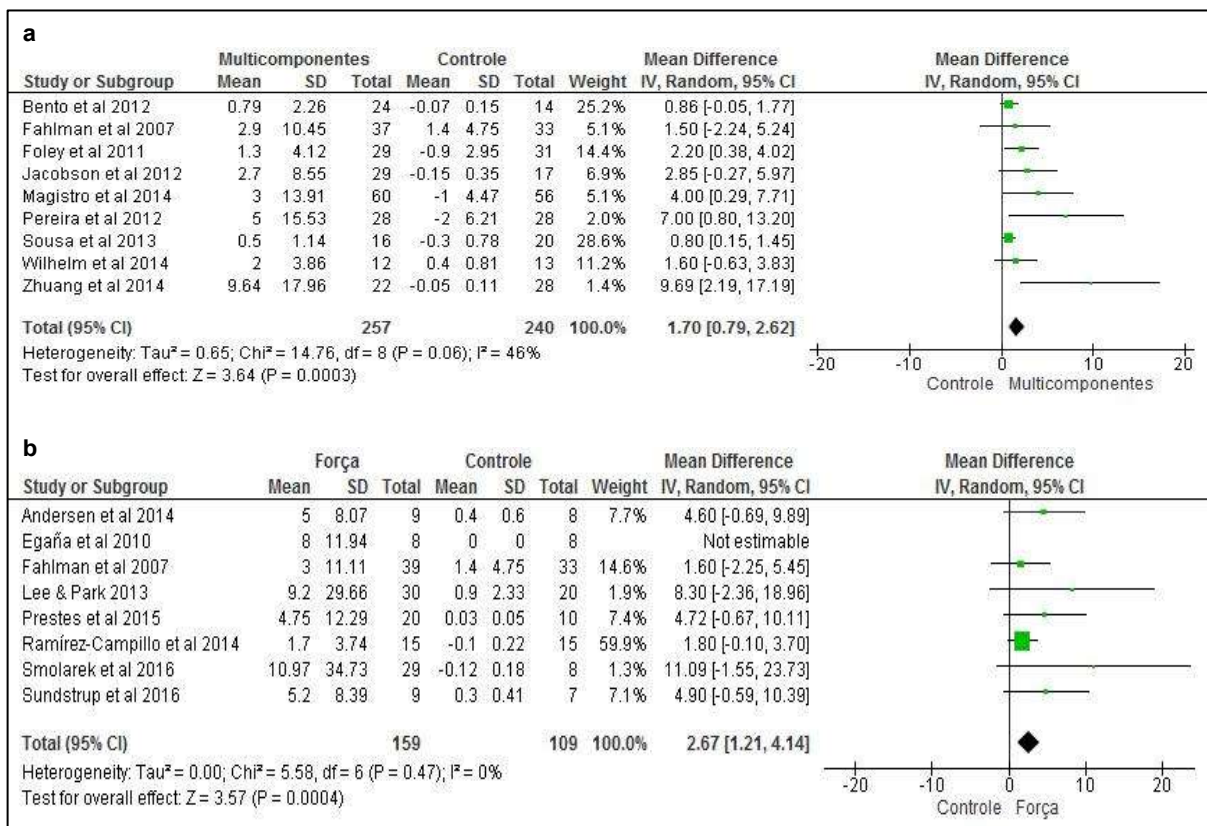 a
Multicomponentes Controle Mean Difference Mean Difference
Study or Subgroup Mean SD Total Mean SD Total Weight IV, Random, 95% CI IV, Random, 95% CI
Bento et al 2012 0.79 2.26 24 -0.07 0.15 14 25.2% 0.86 [-0.05, 1.77]
Fahlman et al 2007 2.9 10.45 37 1.4 4.75 33 5.1% 1.50 [-2.24, 5.24]
Foley et al 2011 1.3 4.12 29 -0.9 2.95 31 14.4% 2.20 [0.38, 4.02]
Jacobson et al 2012 2.7 8.55 29 -0.15 0.35 17 6.9% 2.85 [-0.27, 5.97]
Magistro et al 2014 3 13.91 60 -1 4.47 56 5.1% 4.00 [0.29, 7.71]
Pereira et al 2012 5 15.53 28 -2 6.21 28 2.0% 7.00 [0.80, 13.20]
Sousa et al 2013 0.5 1.14 16 -0.3 0.78 20 28.6% 0.80 [0.15, 1.45]
Wilhelm et al 2014 2 3.86 12 0.4 0.81 13 11.2% 1.60 [-0.63, 3.83]
Zhuang et al 2014 9.64 17.96 22 -0.05 0.11 28 1.4% 9.69 [2.19, 17.19]
Total (95% CI) 257 240 100.0% 1.70 [0.79, 2.62]
Heterogeneity: Tau² = 0.65; Chi² = 14.76, df = 8 (P = 0.06); I² = 46%
Test for overall effect: Z = 3.64 (P = 0.0003)
-20 -10 0 10 20
Controle Multicomponentes
b
Força Controle Mean Difference Mean Difference
Study or Subgroup Mean SD Total Mean SD Total Weight IV, Random, 95% CI IV, Random, 95% CI
Andersen et al 2014 5 8.07 9 0.4 0.6 8 7.7% 4.60 [-0.69, 9.89]
Egaña et al 2010 8 11.94 8 0 0 8 Not estimable
Fahlman et al 2007 3 11.11 39 1.4 4.75 33 14.6% 1.60 [-2.25, 5.45]
Lee & Park 2013 9.2 29.66 30 0.9 2.33 20 1.9% 8.30 [-2.36, 18.96]
Prestes et al 2015 4.75 12.29 20 0.03 0.05 10 7.4% 4.72 [-0.67, 10.11]
Ramírez-Campillo et al 2014 1.7 3.74 15 -0.1 0.22 15 59.9% 1.80 [-0.10, 3.70]
Smolarek et al 2016 10.97 34.73 29 -0.12 0.18 8 1.3% 11.09 [-1.55, 23.73]
Sundstrup et al 2016 5.2 8.39 9 0.3 0.41 7 7.1% 4.90 [-0.59, 10.39]
Total (95% CI) 159 109 100.0% 2.67 [1.21, 4.14]
Heterogeneity: Tau² = 0.00; Chi² = 5.58, df = 6 (P = 0.47); I² = 0%
Test for overall effect: Z = 3.57 (P = 0.0004)
-20 -10 0 10 20
Controle Força